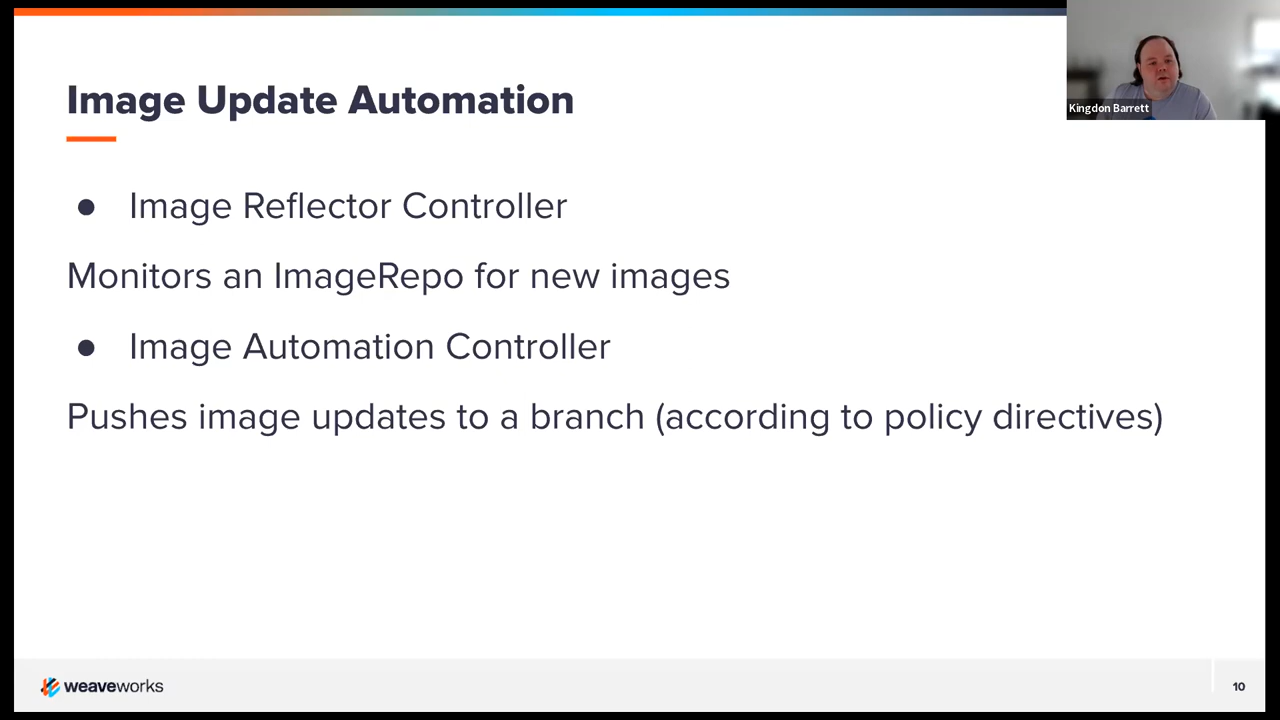 Image Update Automation
Kingdon Barrett
● Image Reflector Controller
Monitors an ImageRepo for new images
● Image Automation Controller
Pushes image updates to a branch (according to policy directives)
weaveworks
10